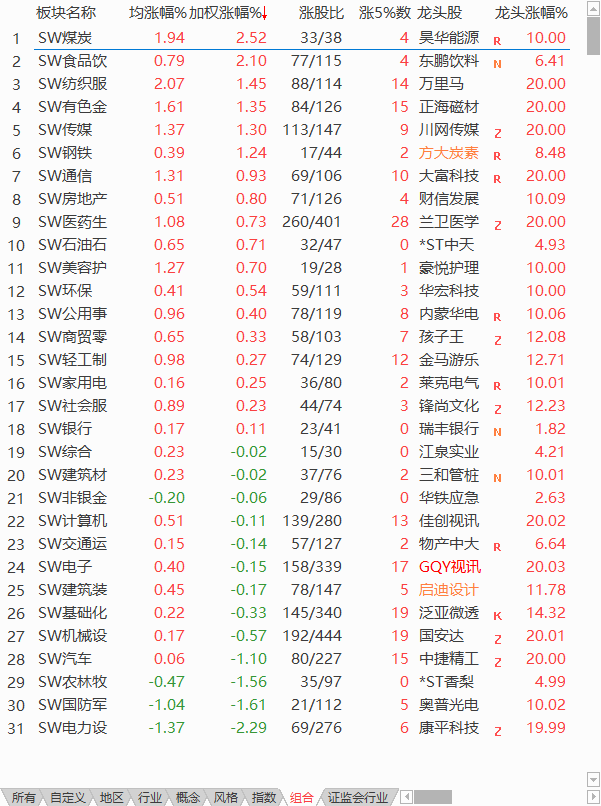 板块名称 均涨幅% 加权涨幅%↓ 涨股比 涨5%数 龙头股 龙头涨幅%
1 SW煤炭 1.94 2.52 33/38 4 昊华能源 R 10.00
2 SW食品饮 0.79 2.10 77/115 4 东鹏饮料 N 6.41
3 SW纺织服 2.07 1.45 88/114 14 万里马 20.00
4 SW有色金 1.61 1.35 84/126 15 正海磁材 20.00
5 SW传媒 1.37 1.30 113/147 9 川网传媒 Z 20.00
6 SW钢铁 0.39 1.24 17/44 2 方大炭素 R 8.48
7 SW通信 1.31 0.93 69/106 10 大富科技 R 20.00
8 SW房地产 0.51 0.80 71/126 4 财信发展 10.09
9 SW医药生 1.08 0.73 260/401 28 兰卫医学 Z 20.00
10 SW石油石 0.65 0.71 32/47 0 *ST中天 4.93
11 SW美容护 1.27 0.70 19/28 1 豪悦护理 10.00
12 SW环保 0.41 0.54 59/111 3 华宏科技 10.00
13 SW公用事 0.96 0.40 78/119 8 内蒙华电 R 10.06
14 SW商贸零 0.65 0.33 58/103 7 孩子王 Z 12.08
15 SW轻工制 0.98 0.27 74/129 12 金马游乐 12.71
16 SW家用电 0.16 0.25 36/80 2 莱克电气 R 10.01
17 SW社会服 0.89 0.23 44/74 3 锋尚文化 Z 12.23
18 SW银行 0.17 0.11 23/41 0 瑞丰银行 N 1.82
19 SW综合 0.23 -0.02 15/30 0 江泉实业 4.21
20 SW建筑材 0.23 -0.02 37/76 2 三和管桩 N 10.01
21 SW非银金 -0.20 -0.06 29/86 0 华铁应急 2.63
22 SW计算机 0.51 -0.11 139/280 13 佳创视讯 20.02
23 SW交通运 0.15 -0.14 57/127 2 物产中大 R 6.64
24 SW电子 0.40 -0.15 158/339 17 GQY视讯 20.03
25 SW建筑装 0.45 -0.17 78/147 5 启迪设计 11.78
26 SW基础化 0.22 -0.33 145/340 19 泛亚微透 K 14.32
27 SW机械设 0.17 -0.57 192/444 19 国安达 Z 20.01
28 SW汽车 0.06 -1.10 80/227 15 中捷精工 Z 20.00
29 SW农林牧 -0.47 -1.56 35/97 0 *ST香梨 4.99
30 SW国防军 -1.04 -1.61 21/112 5 奥普光电 10.02
31 SW电力设 -1.37 -2.29 69/276 6 康平科技 Z 19.99
所有 自定义 地区 行业 概念 风格 指数 组合 证监会行业